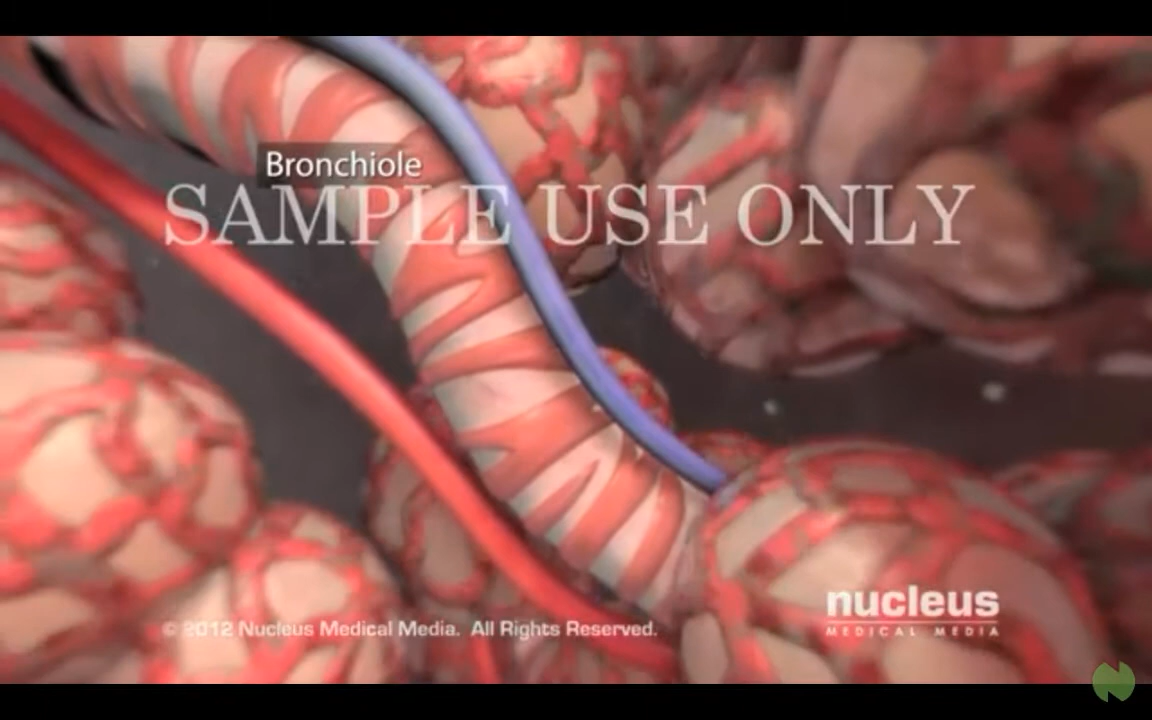 Bronchiole
SAMPLE USE ONLY
nucleus
MEDICAL MEDIA
© 2012 Nucleus Medical Media. All Rights Reserved.